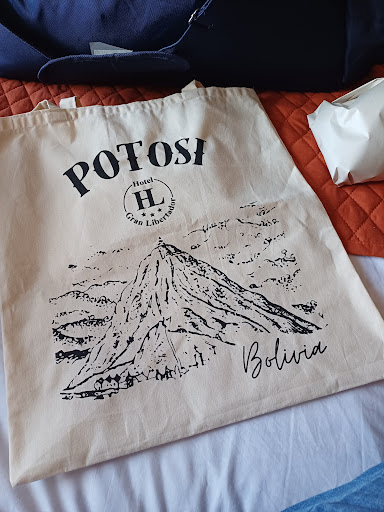 POTOSI
Hotel
HL
Gran Libertador
Bolivia